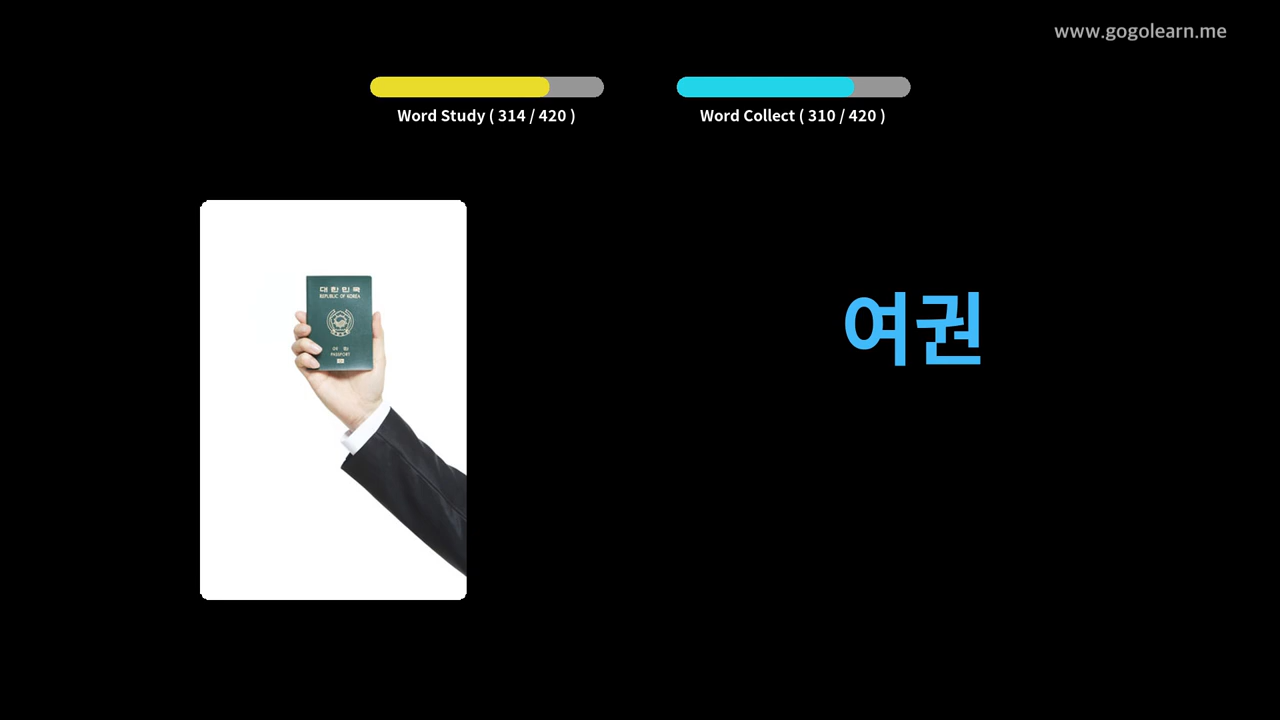 www.gogolearn.me
Word Study ( 314 / 420 )
Word Collect ( 310 / 420 )
대한민국
REPUBLIC OF KOREA
여권
PASSPORT
여권